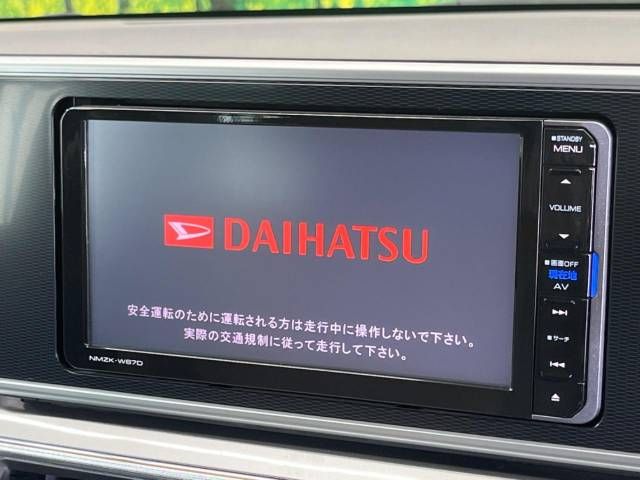 DAIHATSU
安全運転のために運転される方は走行中に操作しないで下さい。
実際の交通規制に従って走行して下さい。
NMZK-W67D
STANDBY
MENU
VOLUME
画面OFF
現在地
AV
サーチ